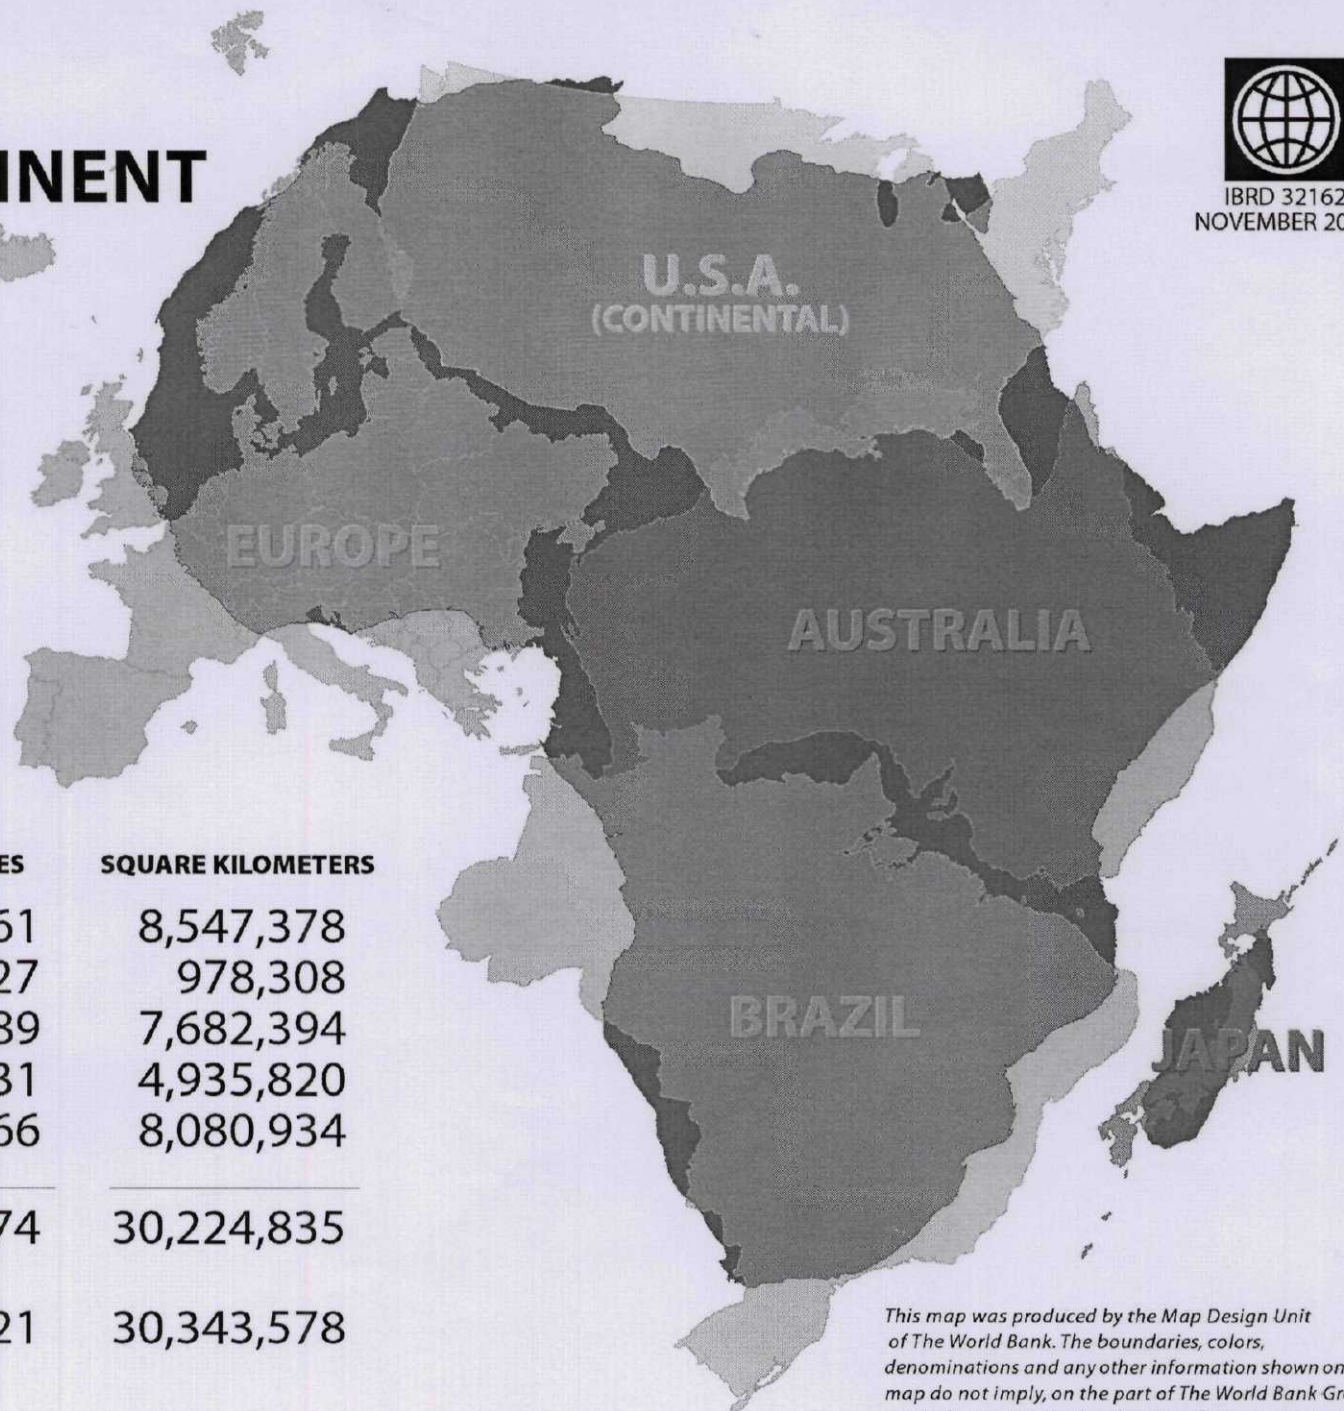 INENT
IBRD 32162
NOVEMBER 20
U.S.A.
(CONTINENTAL)
EUROPE
AUSTRALIA
BRAZIL
JAPAN
ES SQUARE KILOMETERS
61 8,547,378
27 978,308
89 7,682,394
81 4,935,820
66 8,080,934
74 30,224,835
21 30,343,578
This map was produced by the Map Design Unit
of The World Bank. The boundaries, colors,
denominations and any other information shown on
map do not imply, on the part of The World Bank Gr